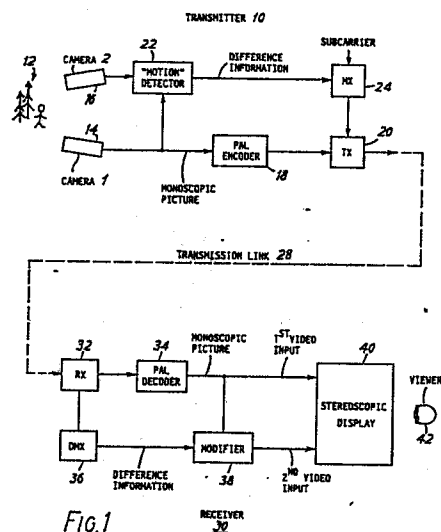 TRANSMITTER 10
SUBCARRIER
12
CAMERA 2
22
DIFFERENCE
INFORMATION
"MOTION"
DETECTOR
MX
16
24
14
18
20
CAMERA 1
MONOSCOPIC
PICTURE
PAL
ENCODER
TX
TRANSMISSION LINK 28
32
34
MONOSCOPIC
PICTURE
1ST VIDEO
INPUT
40
RX
PAL
DECODER
STEREOSCOPIC
DISPLAY
VIEWER
42
DMX
MODIFIER
36
DIFFERENCE
INFORMATION
38
2ND VIDEO
INPUT
FIG.1
RECEIVER
30